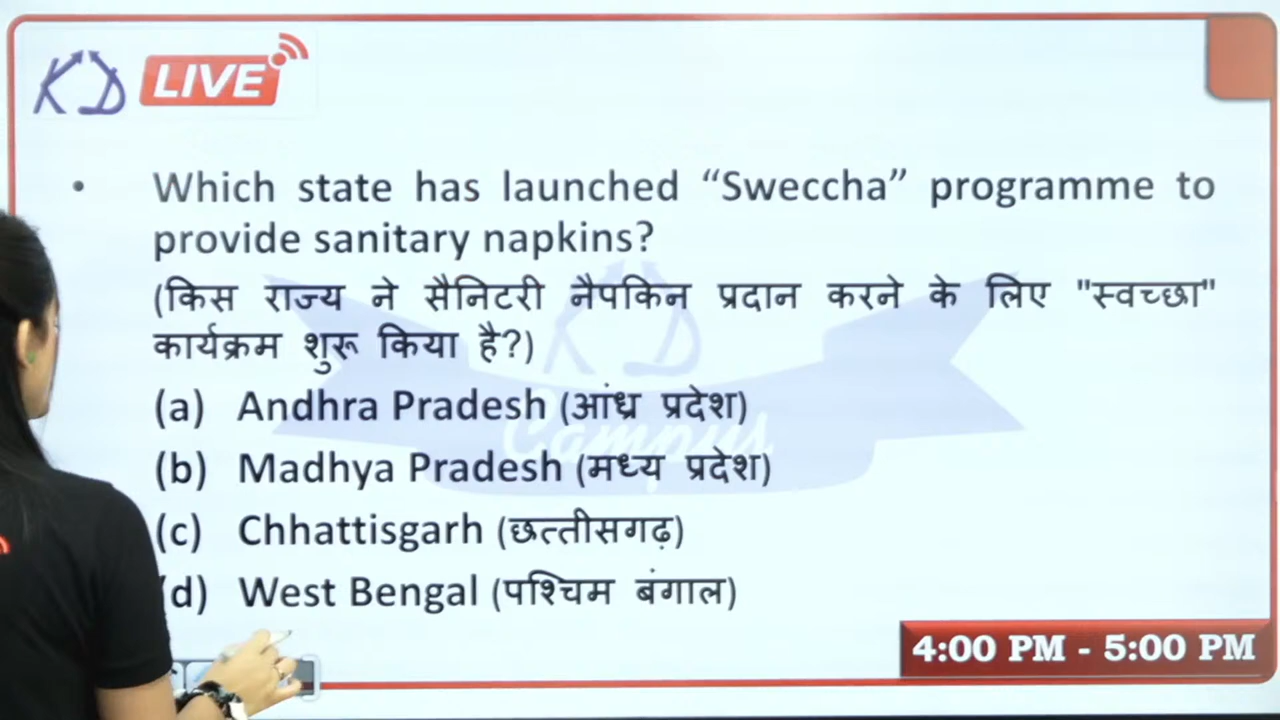 KD LIVE
• Which state has launched “Sweccha” programme to
provide sanitary napkins?
(किस राज्य ने सैनिटरी नैपकिन प्रदान करने के लिए "स्वच्छा"
कार्यक्रम शुरू किया है?)
(a) Andhra Pradesh (आंध्र प्रदेश)
(b) Madhya Pradesh (मध्य प्रदेश)
(c) Chhattisgarh (छत्तीसगढ़)
(d) West Bengal (पश्चिम बंगाल)
KD
Campus
4:00 PM - 5:00 PM